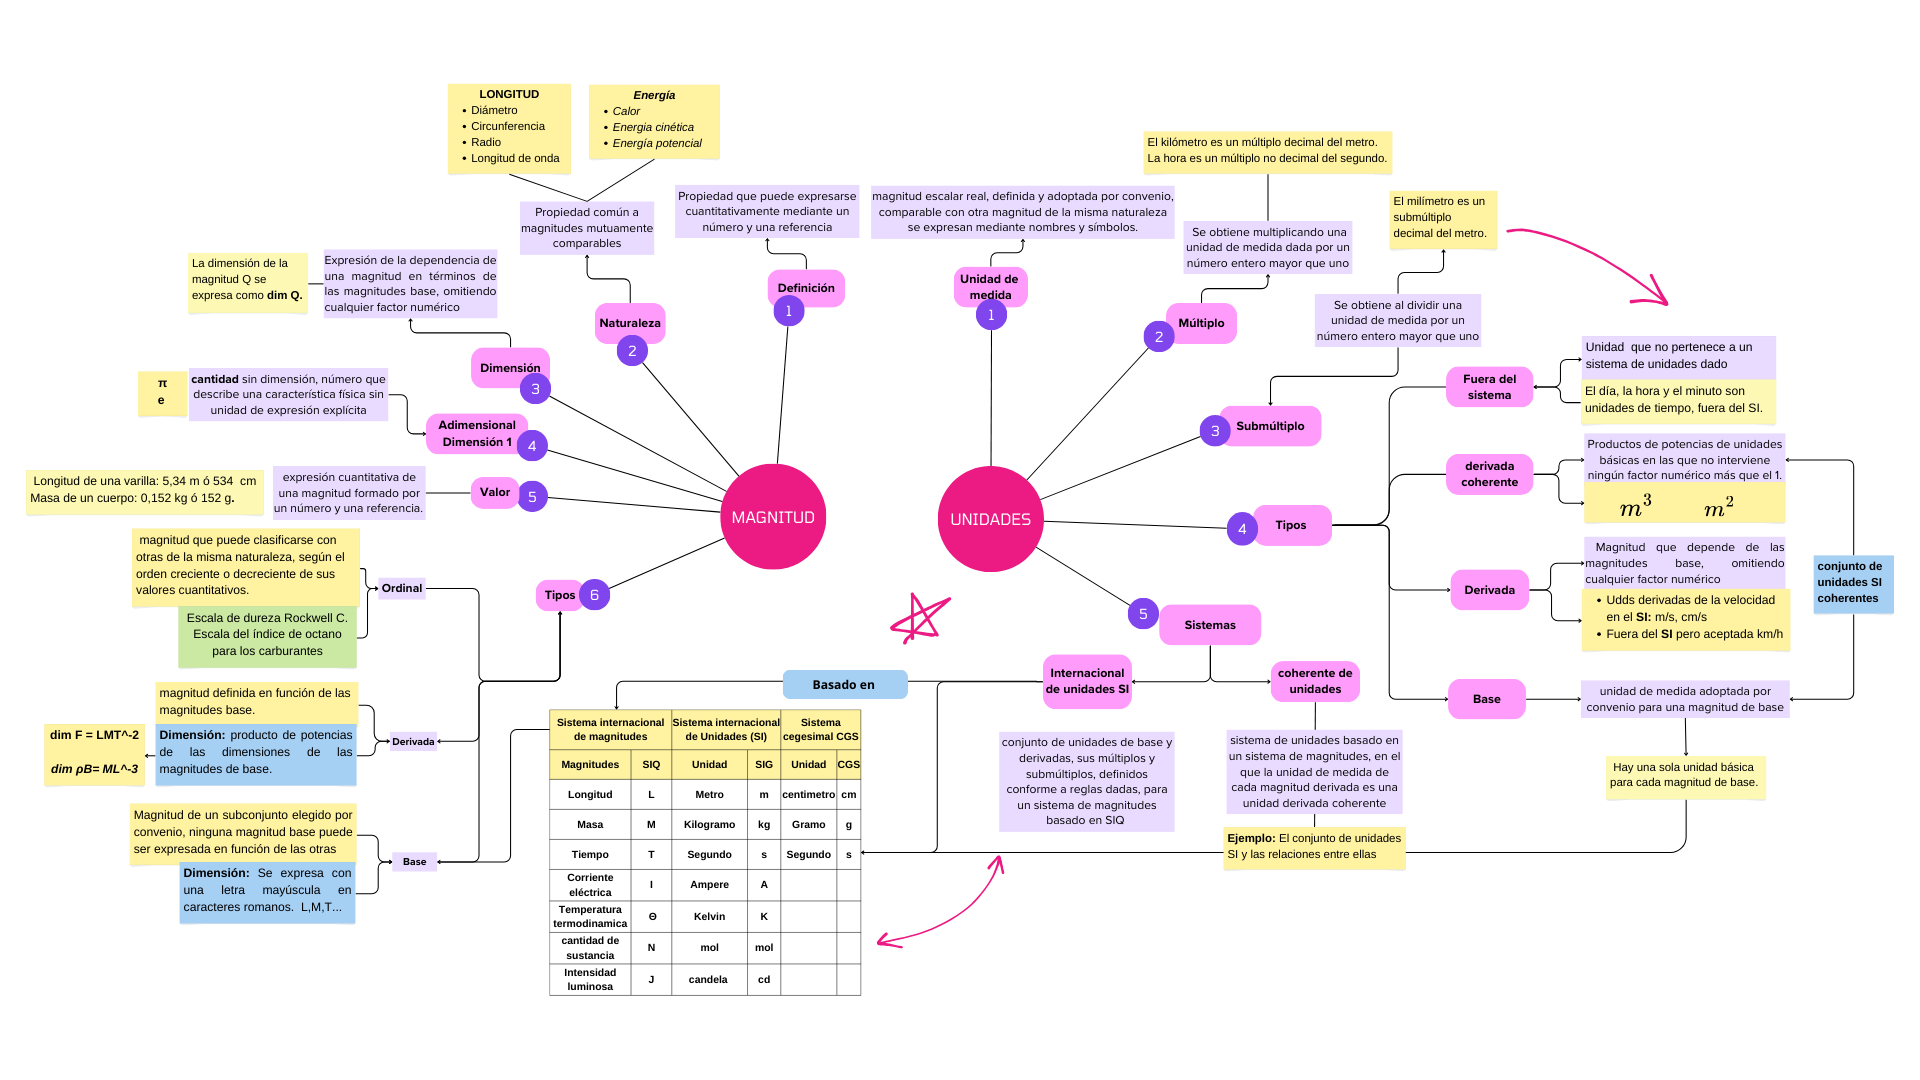 LONGITUD
• Diámetro
• Circunferencia
• Radio
• Longitud de onda
Energía
• Calor
• Energia cinética
• Energía potencial
Propiedad común a
magnitudes mutuamente
comparables
Propiedad que puede expresarse
cuantitativamente mediante un
número y una referencia
La dimensión de la
magnitud Q se
expresa como dim Q.
Expresión de la dependencia de
una magnitud en términos de
las magnitudes base, omitiendo
cualquier factor numérico
Definición
1
Naturaleza
2
Dimensión
3
π
e
cantidad sin dimensión, número que
describe una característica física sin
unidad de expresión explícita
Adimensional
Dimensión 1
4
Longitud de una varilla: 5,34 m ó 534 cm
Masa de un cuerpo: 0,152 kg ó 152 g.
expresión cuantitativa de
una magnitud formado por
un número y una referencia.
Valor
5
MAGNITUD
magnitud que puede clasificarse con
otras de la misma naturaleza, según el
orden creciente o decreciente de sus
valores cuantitativos.
Escala de dureza Rockwell C.
Escala del índice de octano
para los carburantes
Ordinal
Tipos
6
magnitud definida en función de las
magnitudes base.
Dimensión: producto de potencias
de las dimensiones de las
magnitudes de base.
dim F = LMT^-2
dim ρB= ML^-3
Derivada
Magnitud de un subconjunto elegido por
convenio, ninguna magnitud base puede
ser expresada en función de las otras
Dimensión: Se expresa con
una letra mayúscula en
caracteres romanos. L,M,T...
Base
El kilómetro es un múltiplo decimal del metro.
La hora es un múltiplo no decimal del segundo.
magnitud escalar real, definida y adoptada por convenio,
comparable con otra magnitud de la misma naturaleza
se expresan mediante nombres y símbolos.
Se obtiene multiplicando una
unidad de medida dada por un
número entero mayor que uno
El milímetro es un
submúltiplo
decimal del metro.
Unidad de
medida
1
Múltiplo
2
Se obtiene al dividir una
unidad de medida por un
número entero mayor que uno
Submúltiplo
3
UNIDADES
Tipos
4
Fuera del
sistema
Unidad que no pertenece a un
sistema de unidades dado
El día, la hora y el minuto son
unidades de tiempo, fuera del SI.
derivada
coherente
Productos de potencias de unidades
básicas en las que no interviene
ningún factor numérico más que el 1.
m³ m²
Derivada
Magnitud que depende de las
magnitudes base, omitiendo
cualquier factor numérico
• Udds derivadas de la velocidad
en el SI: m/s, cm/s
• Fuera del SI pero aceptada km/h
conjunto de
unidades SI
coherentes
Base
unidad de medida adoptada por
convenio para una magnitud de base
Hay una sola unidad básica
para cada magnitud de base.
5
Sistemas
Internacional
de unidades SI
coherente de
unidades
conjunto de unidades de base y
derivadas, sus múltiplos y
submúltiplos, definidos
conforme a reglas dadas, para
un sistema de magnitudes
basado en SIQ
sistema de unidades basado en
un sistema de magnitudes, en el
que la unidad de medida de
cada magnitud derivada es una
unidad derivada coherente
Ejemplo: El conjunto de unidades
SI y las relaciones entre ellas
Basado en
Sistema internacional
de magnitudes
Sistema internacional
de Unidades (SI)
Sistema
cegesimal CGS
Magnitudes SIQ Unidad SIG Unidad CGS
Longitud L Metro m centimetro cm
Masa M Kilogramo kg Gramo g
Tiempo T Segundo s Segundo s
Corriente
eléctrica I Ampere A
Temperatura
termodinamica Θ Kelvin K
cantidad de
sustancia N mol mol
Intensidad
luminosa J candela cd